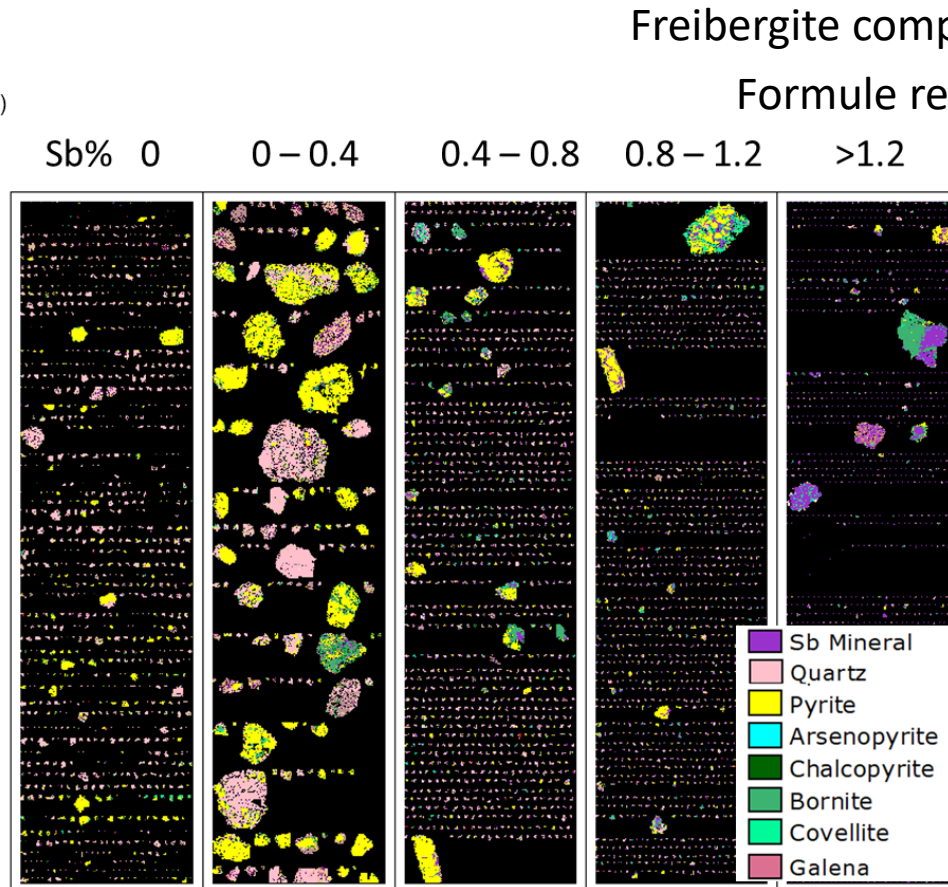 Freibergite comp
Formule re
)
Sb% 0 0 – 0.4 0.4 – 0.8 0.8 – 1.2 >1.2
Sb Mineral
Quartz
Pyrite
Arsenopyrite
Chalcopyrite
Bornite
Covellite
Galena